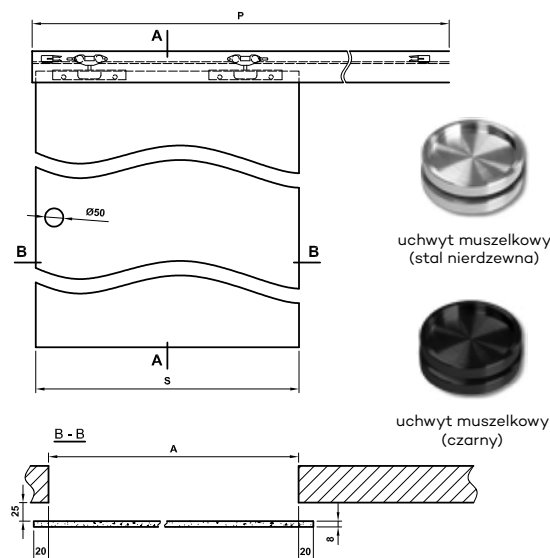 P
A
Ø50
B
B
A
S
uchwyt muszelkowy
(stal nierdzewna)
uchwyt muszelkowy
(czarny)
B - B
A
25
8
20
20